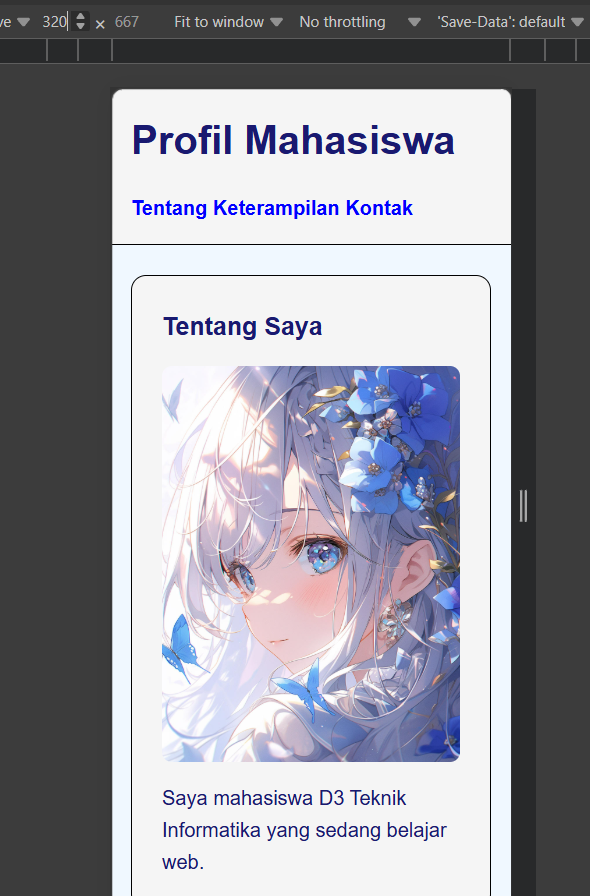 320 × 667 Fit to window No throttling 'Save-Data': default
Profil Mahasiswa
Tentang Keterampilan Kontak
Tentang Saya
Saya mahasiswa D3 Teknik
Informatika yang sedang belajar
web.